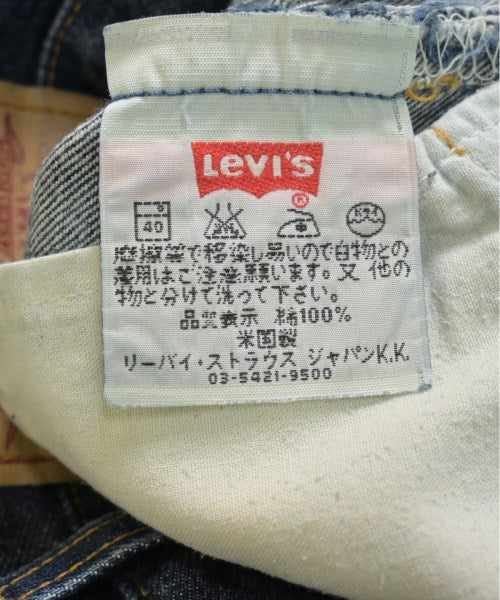 Levi's
®
40
摩擦等で移染し易いので白物との
着用はご注意願います。又 他の
物と分けて洗って下さい。
品質表示 綿100%
米国製
リーバイ・ストラウス ジャパンK.K.
03-5421-9500